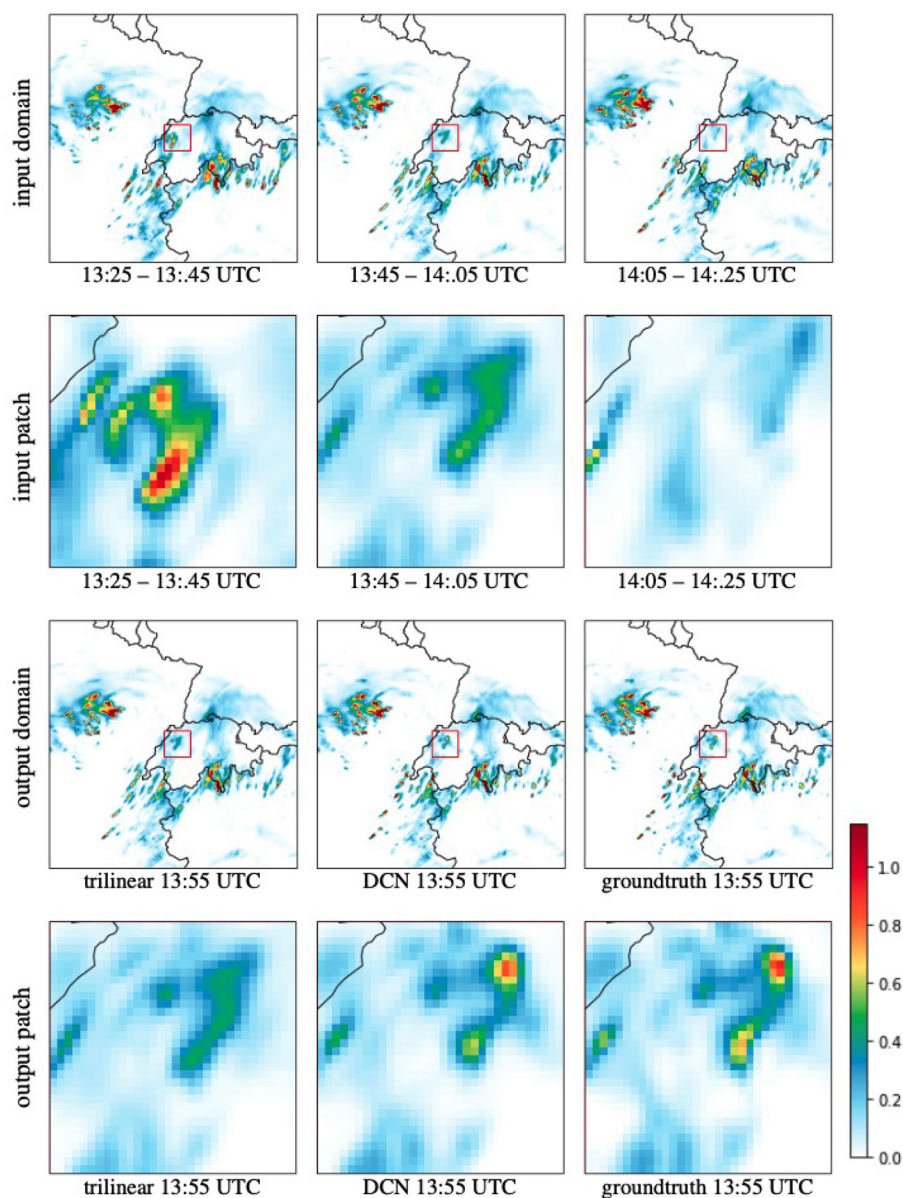 input domain
13:25 – 13:.45 UTC
13:45 – 14:.05 UTC
14:05 – 14:.25 UTC
input patch
13:25 – 13:.45 UTC
13:45 – 14:.05 UTC
14:05 – 14:.25 UTC
output domain
trilinear 13:55 UTC
DCN 13:55 UTC
groundtruth 13:55 UTC
output patch
trilinear 13:55 UTC
DCN 13:55 UTC
groundtruth 13:55 UTC
1.0
0.8
0.6
0.4
0.2
0.0